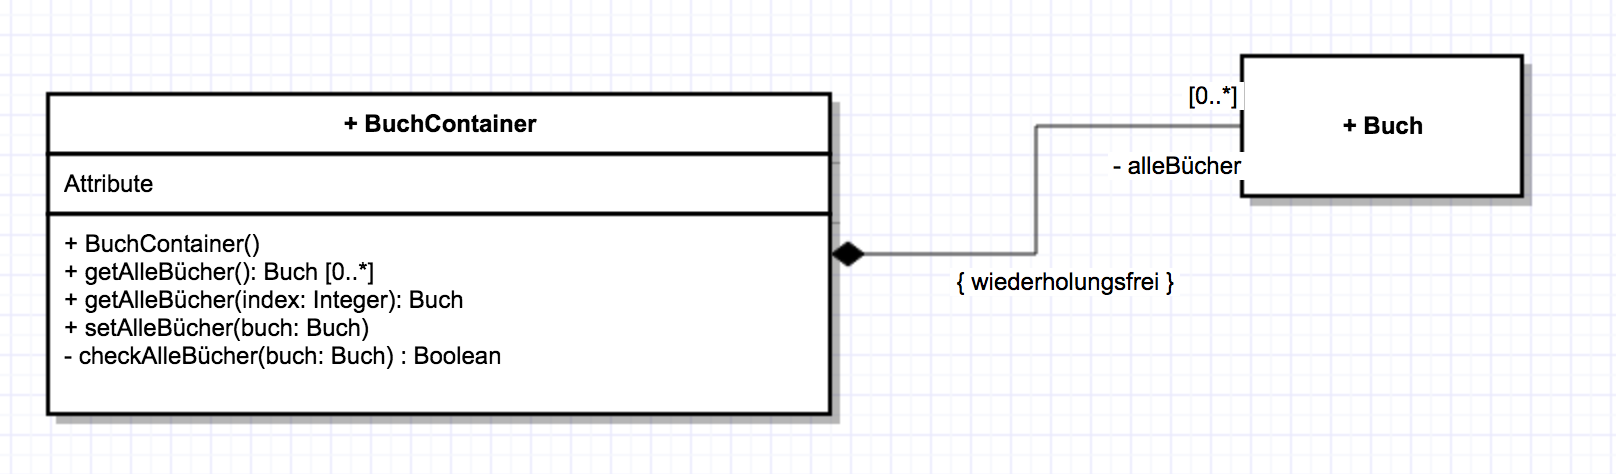 + BuchContainer
Attribute
+ BuchContainer()
+ getAlleBücher(): Buch [0..*]
+ getAlleBücher(index: Integer): Buch
+ setAlleBücher(buch: Buch)
- checkAlleBücher(buch: Buch) : Boolean
{ wiederholungsfrei }
[0..*]
- alleBücher
+ Buch